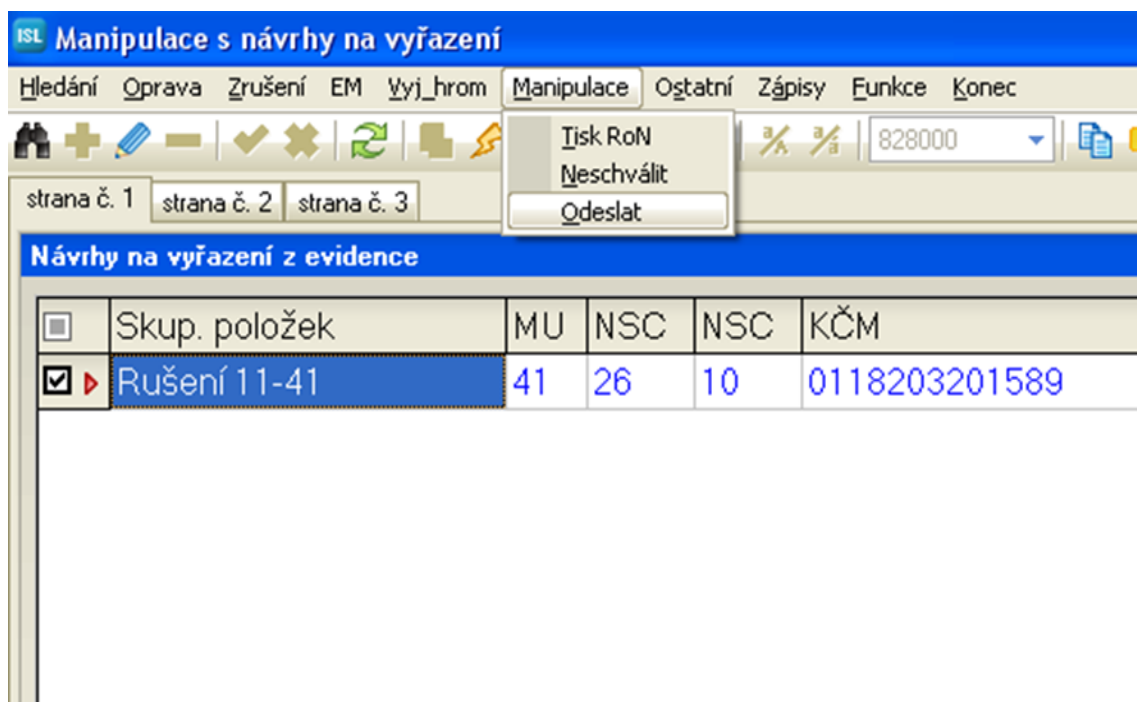 ISL Manipulace s návrhy na vyřazení
Hledání Oprava Zrušení EM Vyj_hrom Manipulace Ostatní Zápisy Funkce Konec
Tisk RoN
Neschválit
Odeslat
828000
strana č. 1 strana č. 2 strana č. 3
Návrhy na vyřazení z evidence
Skup. položek MU NSC NSC KČM
Rušení 11-41 41 26 10 0118203201589